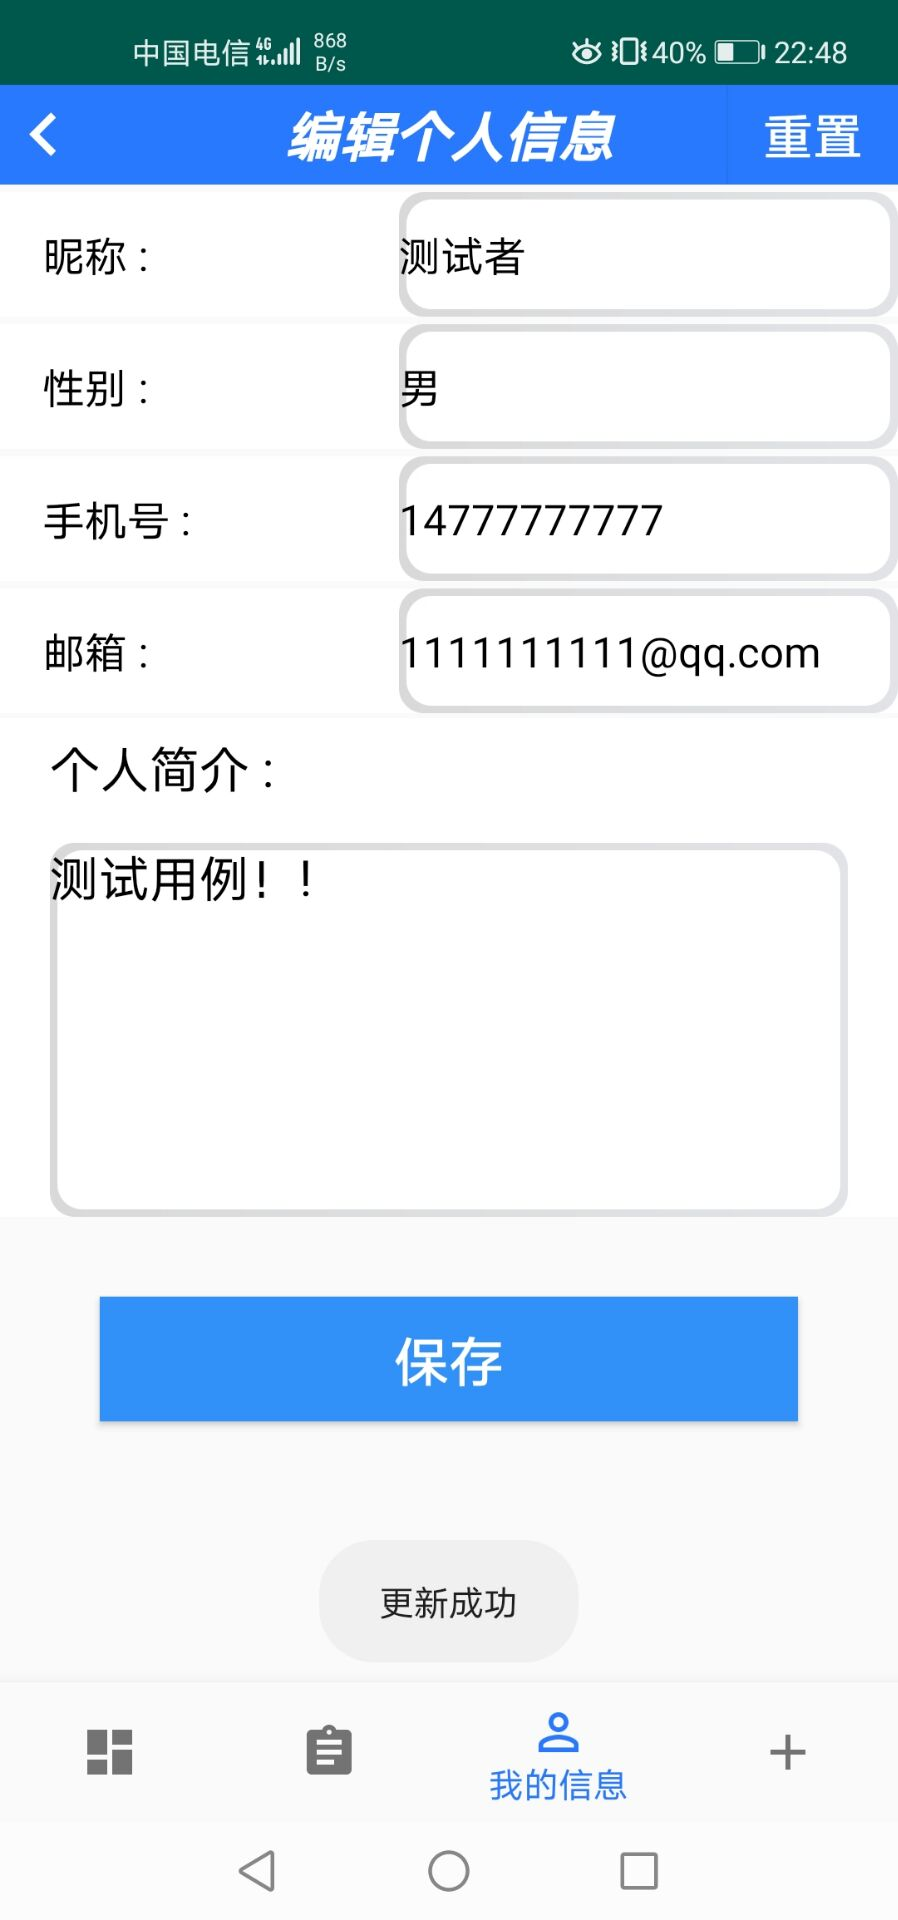 中国电信 4G 868 B/s 40% 22:48
编辑个人信息 重置
昵称： 测试者
性别： 男
手机号： 14777777777
邮箱： 1111111111@qq.com
个人简介：
测试用例！！
保存
更新成功
我的信息